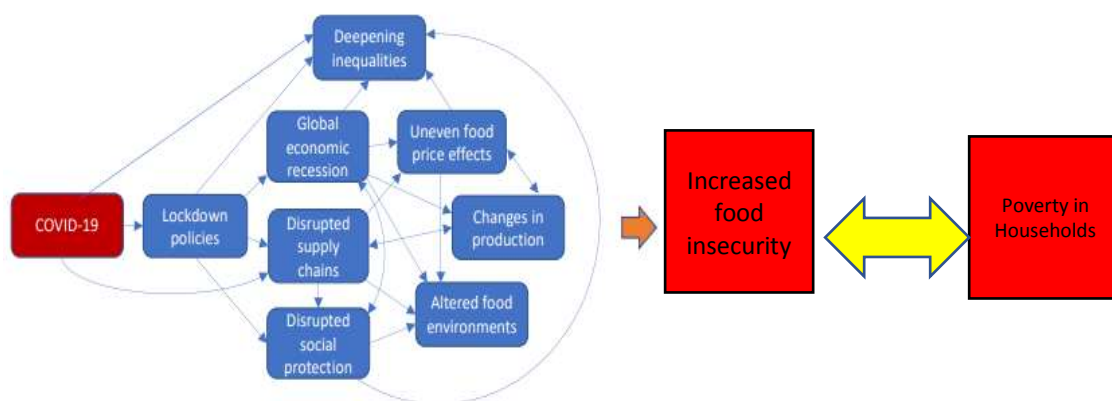 Deepening
inequalities
Global
economic
recession
Uneven food
price effects
COVID-19
Lockdown
policies
Disrupted
supply
chains
Changes in
production
Disrupted
social
protection
Altered food
environments
Increased
food
insecurity
Poverty in
Households